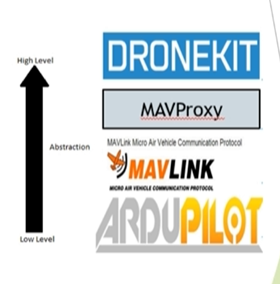 High Level
Abstraction
Low Level
DRONEKIT
MAVProxy
MAVLink Micro Air Vehicle Communication Protocol
MAVLINK
MICRO AIR VEHICLE COMMUNICATION PROTOCOL
ARDUPILOT